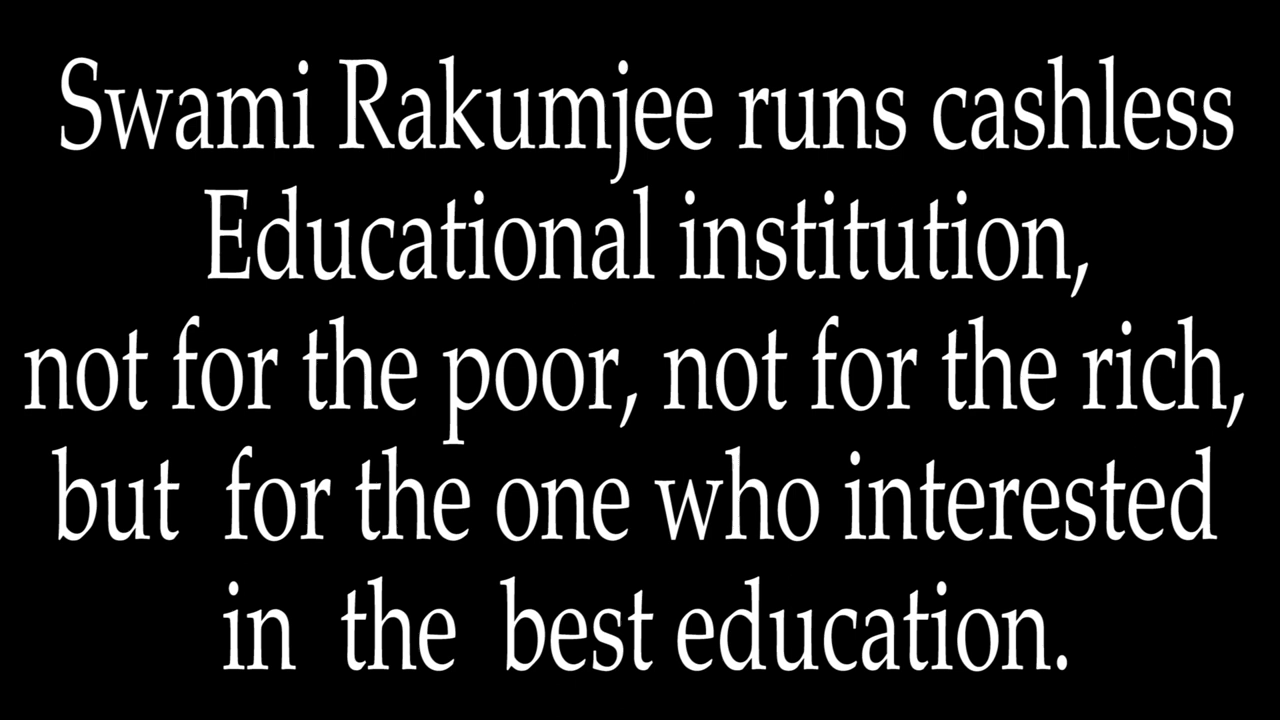 Swami Rakumjee runs cashless
Educational institution,
not for the poor, not for the rich,
but for the one who interested
in the best education.